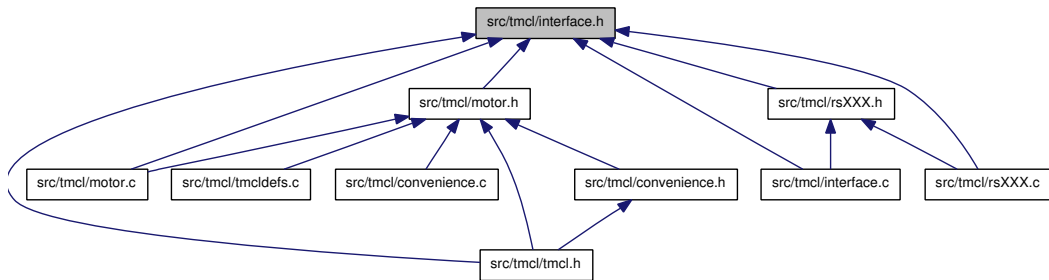 src/tmcl/interface.h
src/tmcl/motor.h
src/tmcl/rsXXX.h
src/tmcl/motor.c
src/tmcl/tmcldefs.c
src/tmcl/convenience.c
src/tmcl/convenience.h
src/tmcl/interface.c
src/tmcl/rsXXX.c
src/tmcl/tmcl.h